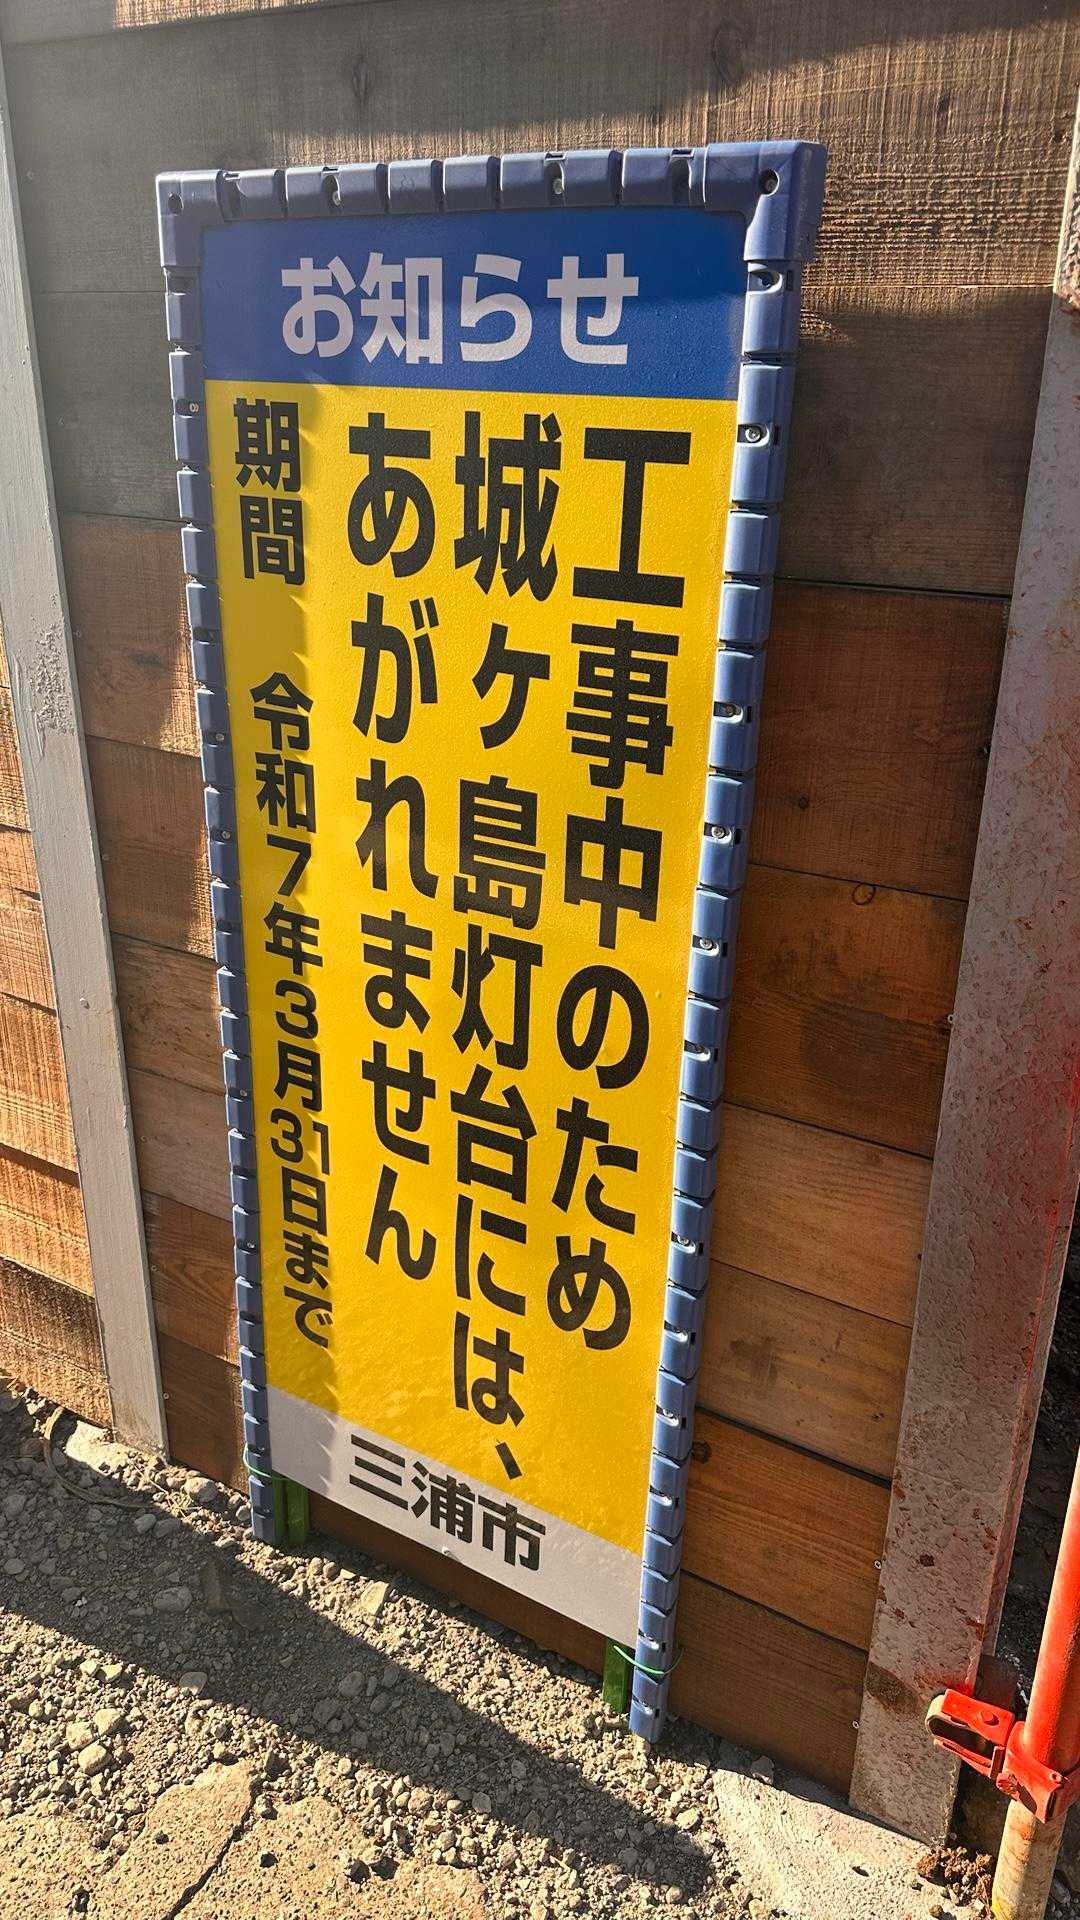 お知らせ
工事中のため
城ヶ島灯台には、
あがれません
期間　令和7年3月31日まで
三浦市